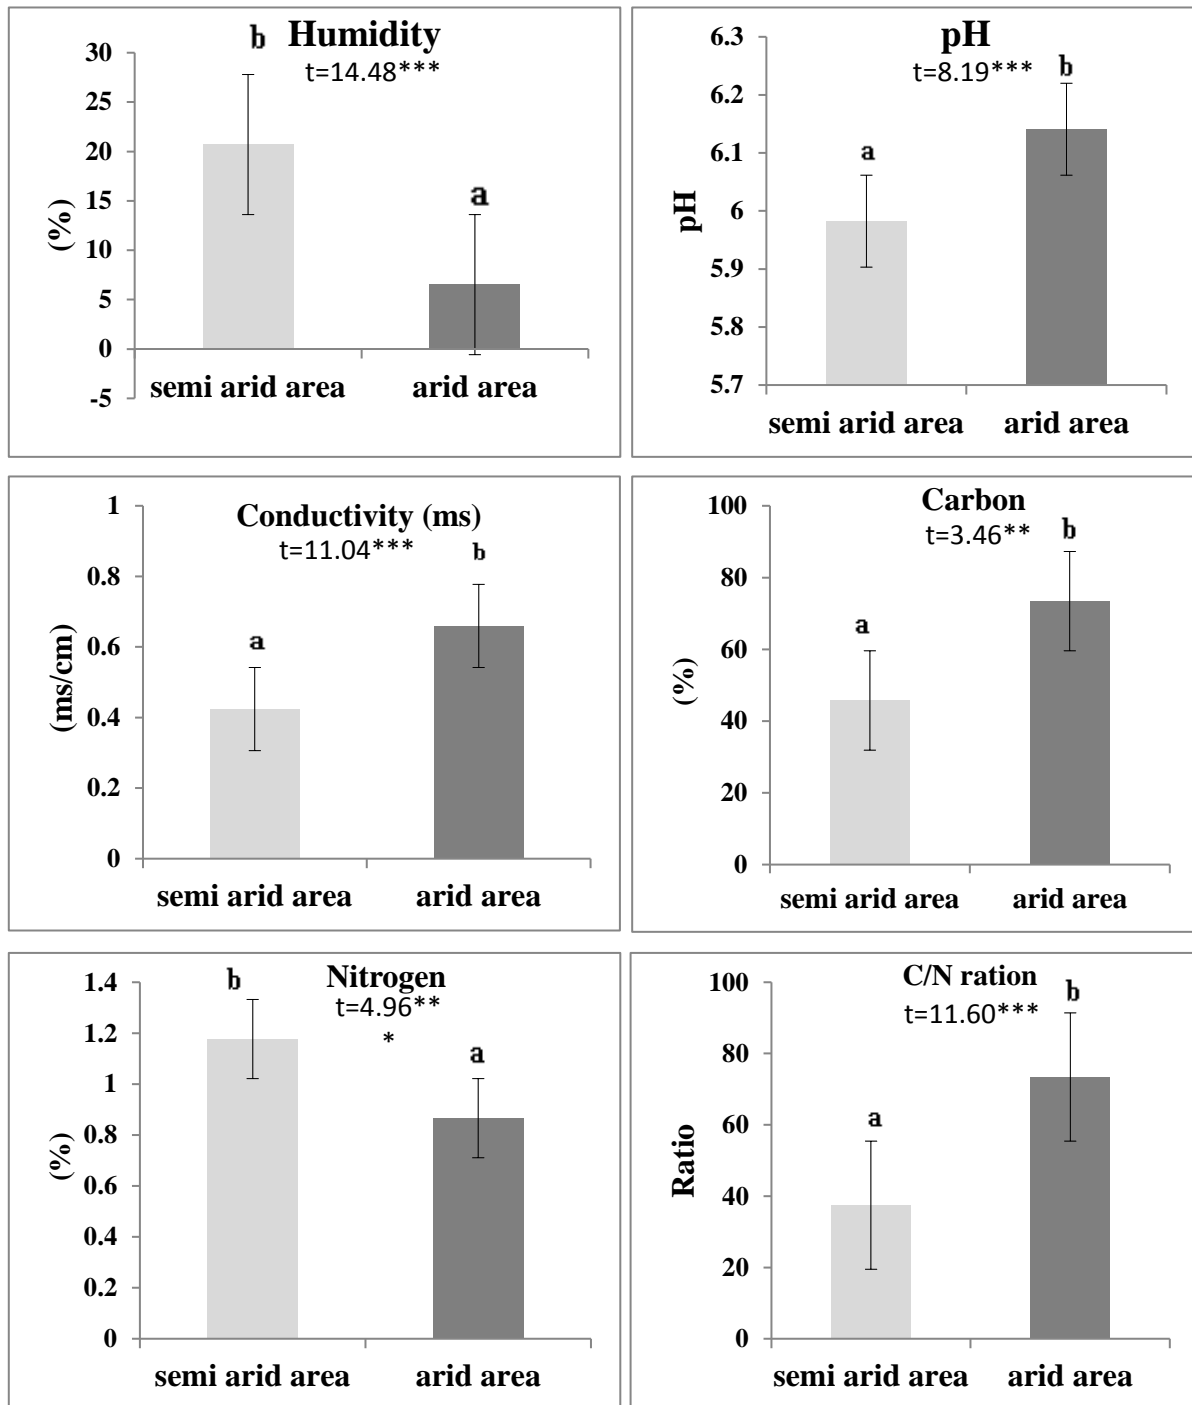 Humidity
t=14.48***
b
a
30
25
20
15
10
5
0
-5
(%)
semi arid area
arid area
pH
t=8.19***
a
b
6.3
6.2
6.1
6
5.9
5.8
5.7
pH
semi arid area
arid area
Conductivity (ms)
t=11.04***
a
b
1
0.8
0.6
0.4
0.2
0
(ms/cm)
semi arid area
arid area
Carbon
t=3.46**
a
b
100
80
60
40
20
0
(%)
semi arid area
arid area
Nitrogen
t=4.96**
*
b
a
1.4
1.2
1
0.8
0.6
0.4
0.2
0
(%)
semi arid area
arid area
C/N ration
t=11.60***
a
b
100
80
60
40
20
0
Ratio
semi arid area
arid area